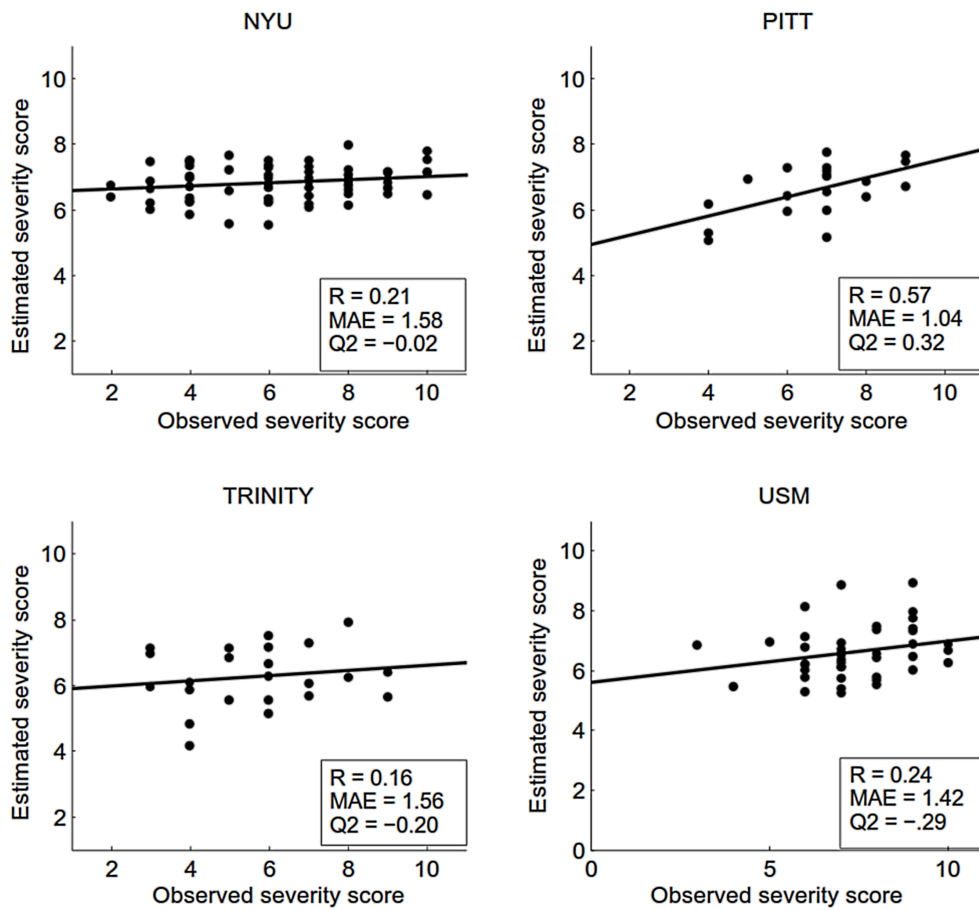 NYU
Estimated severity score
10
8
6
4
2
R = 0.21
MAE = 1.58
Q2 = −0.02
2 4 6 8 10
Observed severity score
PITT
Estimated severity score
10
8
6
4
2
R = 0.57
MAE = 1.04
Q2 = 0.32
2 4 6 8 10
Observed severity score
TRINITY
Estimated severity score
10
8
6
4
2
R = 0.16
MAE = 1.56
Q2 = −0.20
2 4 6 8 10
Observed severity score
USM
Estimated severity score
10
8
6
4
2
0
R = 0.24
MAE = 1.42
Q2 = −.29
0 5 10
Observed severity score